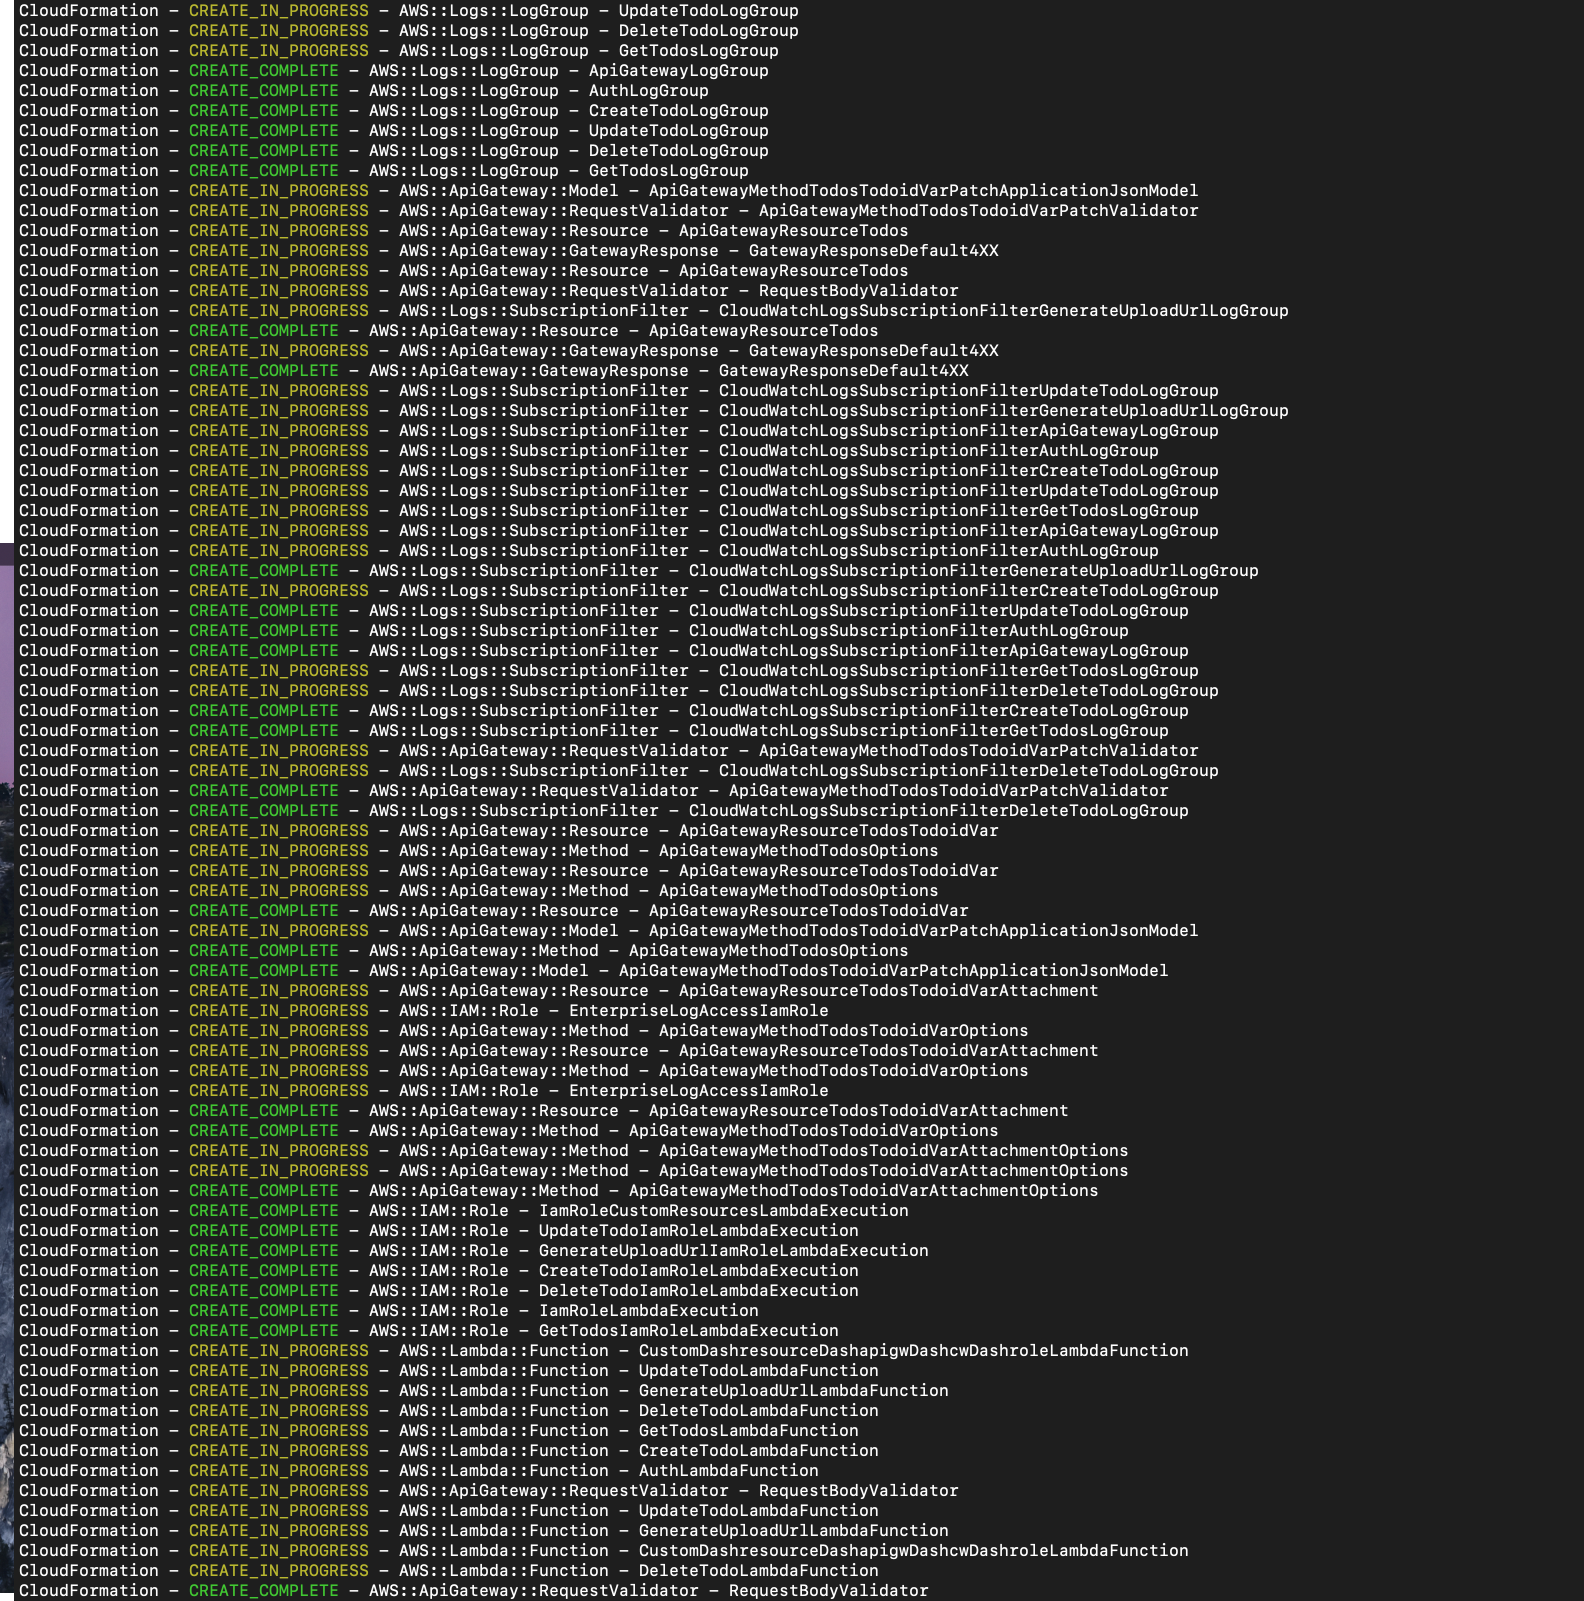 CloudFormation – CREATE_IN_PROGRESS – AWS::Logs::LogGroup – UpdateTodoLogGroup
CloudFormation – CREATE_IN_PROGRESS – AWS::Logs::LogGroup – DeleteTodoLogGroup
CloudFormation – CREATE_IN_PROGRESS – AWS::Logs::LogGroup – GetTodosLogGroup
CloudFormation – CREATE_COMPLETE – AWS::Logs::LogGroup – ApiGatewayLogGroup
CloudFormation – CREATE_COMPLETE – AWS::Logs::LogGroup – AuthLogGroup
CloudFormation – CREATE_COMPLETE – AWS::Logs::LogGroup – CreateTodoLogGroup
CloudFormation – CREATE_COMPLETE – AWS::Logs::LogGroup – UpdateTodoLogGroup
CloudFormation – CREATE_COMPLETE – AWS::Logs::LogGroup – DeleteTodoLogGroup
CloudFormation – CREATE_COMPLETE – AWS::Logs::LogGroup – GetTodosLogGroup
CloudFormation – CREATE_IN_PROGRESS – AWS::ApiGateway::Model – ApiGatewayMethodTodosTodoidVarPatchApplicationJsonModel
CloudFormation – CREATE_IN_PROGRESS – AWS::ApiGateway::RequestValidator – ApiGatewayMethodTodosTodoidVarPatchValidator
CloudFormation – CREATE_IN_PROGRESS – AWS::ApiGateway::Resource – ApiGatewayResourceTodos
CloudFormation – CREATE_IN_PROGRESS – AWS::ApiGateway::GatewayResponse – GatewayResponseDefault4XX
CloudFormation – CREATE_IN_PROGRESS – AWS::ApiGateway::Resource – ApiGatewayResourceTodos
CloudFormation – CREATE_IN_PROGRESS – AWS::ApiGateway::RequestValidator – RequestBodyValidator
CloudFormation – CREATE_IN_PROGRESS – AWS::Logs::SubscriptionFilter – CloudWatchLogsSubscriptionFilterGenerateUploadUrlLogGroup
CloudFormation – CREATE_COMPLETE – AWS::ApiGateway::Resource – ApiGatewayResourceTodos
CloudFormation – CREATE_IN_PROGRESS – AWS::ApiGateway::GatewayResponse – GatewayResponseDefault4XX
CloudFormation – CREATE_COMPLETE – AWS::ApiGateway::GatewayResponse – GatewayResponseDefault4XX
CloudFormation – CREATE_IN_PROGRESS – AWS::Logs::SubscriptionFilter – CloudWatchLogsSubscriptionFilterUpdateTodoLogGroup
CloudFormation – CREATE_IN_PROGRESS – AWS::Logs::SubscriptionFilter – CloudWatchLogsSubscriptionFilterGenerateUploadUrlLogGroup
CloudFormation – CREATE_IN_PROGRESS – AWS::Logs::SubscriptionFilter – CloudWatchLogsSubscriptionFilterApiGatewayLogGroup
CloudFormation – CREATE_IN_PROGRESS – AWS::Logs::SubscriptionFilter – CloudWatchLogsSubscriptionFilterAuthLogGroup
CloudFormation – CREATE_IN_PROGRESS – AWS::Logs::SubscriptionFilter – CloudWatchLogsSubscriptionFilterCreateTodoLogGroup
CloudFormation – CREATE_IN_PROGRESS – AWS::Logs::SubscriptionFilter – CloudWatchLogsSubscriptionFilterUpdateTodoLogGroup
CloudFormation – CREATE_IN_PROGRESS – AWS::Logs::SubscriptionFilter – CloudWatchLogsSubscriptionFilterGetTodosLogGroup
CloudFormation – CREATE_IN_PROGRESS – AWS::Logs::SubscriptionFilter – CloudWatchLogsSubscriptionFilterApiGatewayLogGroup
CloudFormation – CREATE_IN_PROGRESS – AWS::Logs::SubscriptionFilter – CloudWatchLogsSubscriptionFilterAuthLogGroup
CloudFormation – CREATE_COMPLETE – AWS::Logs::SubscriptionFilter – CloudWatchLogsSubscriptionFilterGenerateUploadUrlLogGroup
CloudFormation – CREATE_IN_PROGRESS – AWS::Logs::SubscriptionFilter – CloudWatchLogsSubscriptionFilterCreateTodoLogGroup
CloudFormation – CREATE_COMPLETE – AWS::Logs::SubscriptionFilter – CloudWatchLogsSubscriptionFilterUpdateTodoLogGroup
CloudFormation – CREATE_COMPLETE – AWS::Logs::SubscriptionFilter – CloudWatchLogsSubscriptionFilterAuthLogGroup
CloudFormation – CREATE_COMPLETE – AWS::Logs::SubscriptionFilter – CloudWatchLogsSubscriptionFilterApiGatewayLogGroup
CloudFormation – CREATE_IN_PROGRESS – AWS::Logs::SubscriptionFilter – CloudWatchLogsSubscriptionFilterGetTodosLogGroup
CloudFormation – CREATE_IN_PROGRESS – AWS::Logs::SubscriptionFilter – CloudWatchLogsSubscriptionFilterDeleteTodoLogGroup
CloudFormation – CREATE_COMPLETE – AWS::Logs::SubscriptionFilter – CloudWatchLogsSubscriptionFilterCreateTodoLogGroup
CloudFormation – CREATE_COMPLETE – AWS::Logs::SubscriptionFilter – CloudWatchLogsSubscriptionFilterGetTodosLogGroup
CloudFormation – CREATE_IN_PROGRESS – AWS::ApiGateway::RequestValidator – ApiGatewayMethodTodosTodoidVarPatchValidator
CloudFormation – CREATE_IN_PROGRESS – AWS::Logs::SubscriptionFilter – CloudWatchLogsSubscriptionFilterDeleteTodoLogGroup
CloudFormation – CREATE_COMPLETE – AWS::ApiGateway::RequestValidator – ApiGatewayMethodTodosTodoidVarPatchValidator
CloudFormation – CREATE_COMPLETE – AWS::Logs::SubscriptionFilter – CloudWatchLogsSubscriptionFilterDeleteTodoLogGroup
CloudFormation – CREATE_IN_PROGRESS – AWS::ApiGateway::Resource – ApiGatewayResourceTodosTodoidVar
CloudFormation – CREATE_IN_PROGRESS – AWS::ApiGateway::Method – ApiGatewayMethodTodosOptions
CloudFormation – CREATE_IN_PROGRESS – AWS::ApiGateway::Resource – ApiGatewayResourceTodosTodoidVar
CloudFormation – CREATE_IN_PROGRESS – AWS::ApiGateway::Method – ApiGatewayMethodTodosOptions
CloudFormation – CREATE_COMPLETE – AWS::ApiGateway::Resource – ApiGatewayResourceTodosTodoidVar
CloudFormation – CREATE_IN_PROGRESS – AWS::ApiGateway::Model – ApiGatewayMethodTodosTodoidVarPatchApplicationJsonModel
CloudFormation – CREATE_COMPLETE – AWS::ApiGateway::Method – ApiGatewayMethodTodosOptions
CloudFormation – CREATE_COMPLETE – AWS::ApiGateway::Model – ApiGatewayMethodTodosTodoidVarPatchApplicationJsonModel
CloudFormation – CREATE_IN_PROGRESS – AWS::ApiGateway::Resource – ApiGatewayResourceTodosTodoidVarAttachment
CloudFormation – CREATE_IN_PROGRESS – AWS::IAM::Role – EnterpriseLogAccessIamRole
CloudFormation – CREATE_IN_PROGRESS – AWS::ApiGateway::Method – ApiGatewayMethodTodosTodoidVarOptions
CloudFormation – CREATE_IN_PROGRESS – AWS::ApiGateway::Resource – ApiGatewayResourceTodosTodoidVarAttachment
CloudFormation – CREATE_IN_PROGRESS – AWS::ApiGateway::Method – ApiGatewayMethodTodosTodoidVarOptions
CloudFormation – CREATE_IN_PROGRESS – AWS::IAM::Role – EnterpriseLogAccessIamRole
CloudFormation – CREATE_COMPLETE – AWS::ApiGateway::Resource – ApiGatewayResourceTodosTodoidVarAttachment
CloudFormation – CREATE_COMPLETE – AWS::ApiGateway::Method – ApiGatewayMethodTodosTodoidVarOptions
CloudFormation – CREATE_IN_PROGRESS – AWS::ApiGateway::Method – ApiGatewayMethodTodosTodoidVarAttachmentOptions
CloudFormation – CREATE_IN_PROGRESS – AWS::ApiGateway::Method – ApiGatewayMethodTodosTodoidVarAttachmentOptions
CloudFormation – CREATE_COMPLETE – AWS::ApiGateway::Method – ApiGatewayMethodTodosTodoidVarAttachmentOptions
CloudFormation – CREATE_COMPLETE – AWS::IAM::Role – IamRoleCustomResourcesLambdaExecution
CloudFormation – CREATE_COMPLETE – AWS::IAM::Role – UpdateTodoIamRoleLambdaExecution
CloudFormation – CREATE_COMPLETE – AWS::IAM::Role – GenerateUploadUrlIamRoleLambdaExecution
CloudFormation – CREATE_COMPLETE – AWS::IAM::Role – CreateTodoIamRoleLambdaExecution
CloudFormation – CREATE_COMPLETE – AWS::IAM::Role – DeleteTodoIamRoleLambdaExecution
CloudFormation – CREATE_COMPLETE – AWS::IAM::Role – IamRoleLambdaExecution
CloudFormation – CREATE_COMPLETE – AWS::IAM::Role – GetTodosIamRoleLambdaExecution
CloudFormation – CREATE_IN_PROGRESS – AWS::Lambda::Function – CustomDashresourceDashapigwDashcwDashroleLambdaFunction
CloudFormation – CREATE_IN_PROGRESS – AWS::Lambda::Function – UpdateTodoLambdaFunction
CloudFormation – CREATE_IN_PROGRESS – AWS::Lambda::Function – GenerateUploadUrlLambdaFunction
CloudFormation – CREATE_IN_PROGRESS – AWS::Lambda::Function – DeleteTodoLambdaFunction
CloudFormation – CREATE_IN_PROGRESS – AWS::Lambda::Function – GetTodosLambdaFunction
CloudFormation – CREATE_IN_PROGRESS – AWS::Lambda::Function – CreateTodoLambdaFunction
CloudFormation – CREATE_IN_PROGRESS – AWS::Lambda::Function – AuthLambdaFunction
CloudFormation – CREATE_IN_PROGRESS – AWS::ApiGateway::RequestValidator – RequestBodyValidator
CloudFormation – CREATE_IN_PROGRESS – AWS::Lambda::Function – UpdateTodoLambdaFunction
CloudFormation – CREATE_IN_PROGRESS – AWS::Lambda::Function – GenerateUploadUrlLambdaFunction
CloudFormation – CREATE_IN_PROGRESS – AWS::Lambda::Function – CustomDashresourceDashapigwDashcwDashroleLambdaFunction
CloudFormation – CREATE_IN_PROGRESS – AWS::Lambda::Function – DeleteTodoLambdaFunction
CloudFormation – CREATE_COMPLETE – AWS::ApiGateway::RequestValidator – RequestBodyValidator